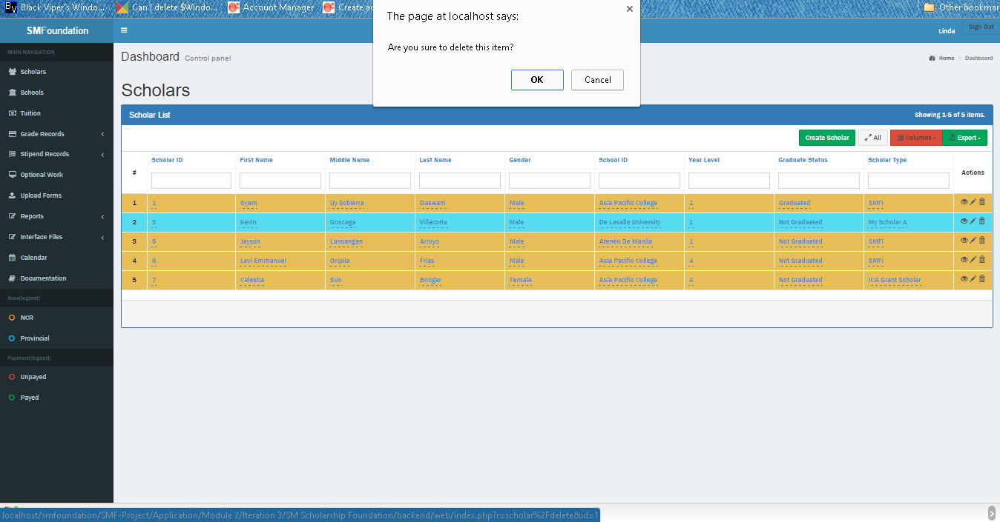 Black Viper's Windo...
Can I delete $Windo...
Account Manager
Create ac
Other bookmar
The page at localhost says:
Are you sure to delete this item?
OK
Cancel
SMFoundation
Linda
Sign Out
MAIN NAVIGATION
Scholars
Schools
Tuition
Grade Records
Stipend Records
Optional Work
Upload Forms
Reports
Interface Files
Calendar
Documentation
Area(legend)
NCR
Provincial
Payment(legend)
Unpayed
Payed
Dashboard Control panel
Home > Dashboard
Scholars
Scholar List
Showing 1-5 of 5 items.
Create Scholar
All
Columns
Export
# Scholar ID First Name Middle Name Last Name Gender School ID Year Level Graduate Status Scholar Type Actions
1 1 Syam Uy Sobierra Daswani Male Asia Pacific College 1 Graduated SMFI
2 3 Kevin Gonzaga Villacorta Male De Lasalle University 1 Not Graduated My Scholar A
3 5 Jayson Lansangan Arroyo Male Ateneo De Manila 1 Not Graduated SMFI
4 6 Levi Emmanuel Orquia Frias Male Asia Pacific College 4 Not Graduated SMFI
5 7 Celestia Sun Bringer Female Asia Pacific College 4 Not Graduated ICA Grant Scholar
localhost/smfoundation/SMF-Project/Application/Module 2/Iteration 3/SM Scholarship Foundation/backend/web/index.php?r=scholar%2Fdelete&id=1